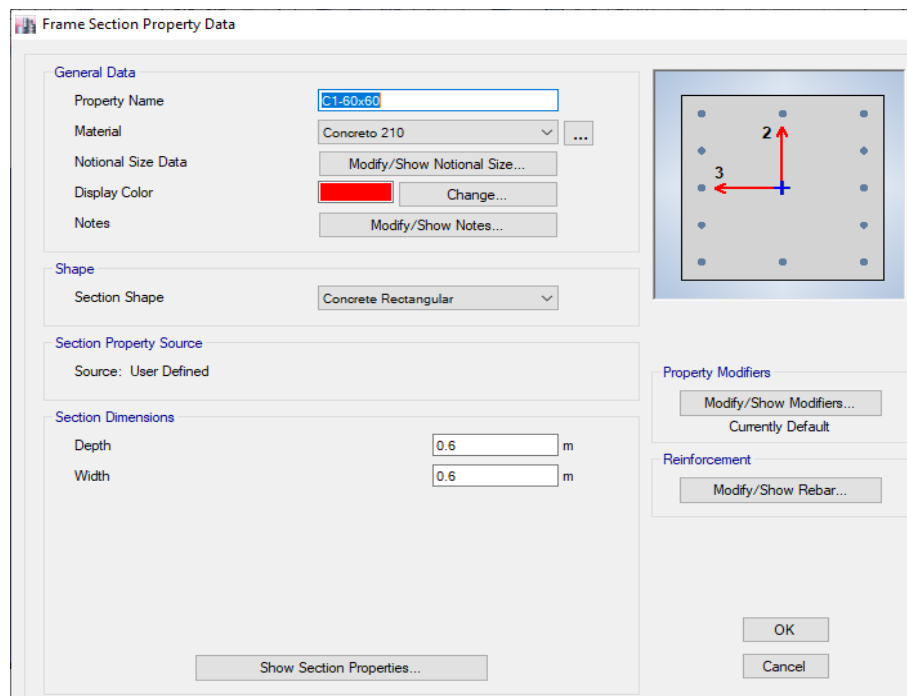 Frame Section Property Data
General Data
Property Name C1-60x60
Material Concreto 210 ...
Notional Size Data Modify/Show Notional Size...
Display Color Change...
Notes Modify/Show Notes...
2
3
Shape
Section Shape Concrete Rectangular
Section Property Source
Source: User Defined
Property Modifiers
Modify/Show Modifiers...
Currently Default
Section Dimensions
Depth 0.6 m
Width 0.6 m
Reinforcement
Modify/Show Rebar...
Show Section Properties...
OK
Cancel